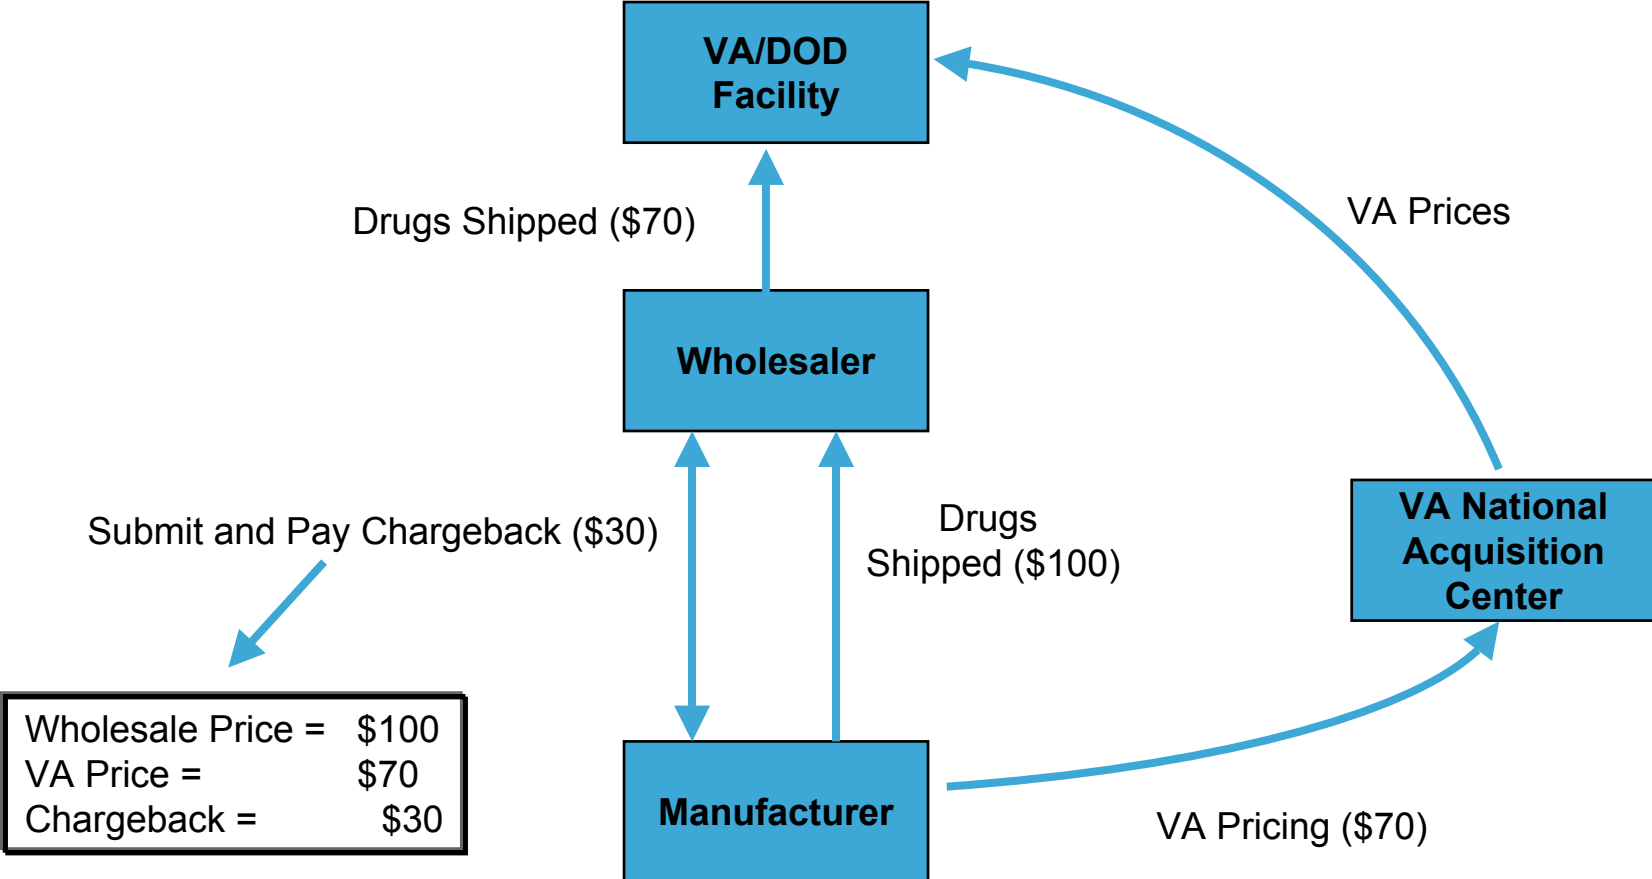 VA/DOD
Facility
Drugs Shipped ($70)
VA Prices
Wholesaler
Submit and Pay Chargeback ($30)
Drugs
Shipped ($100)
VA National
Acquisition
Center
Wholesale Price = $100
VA Price = $70
Chargeback = $30
Manufacturer
VA Pricing ($70)